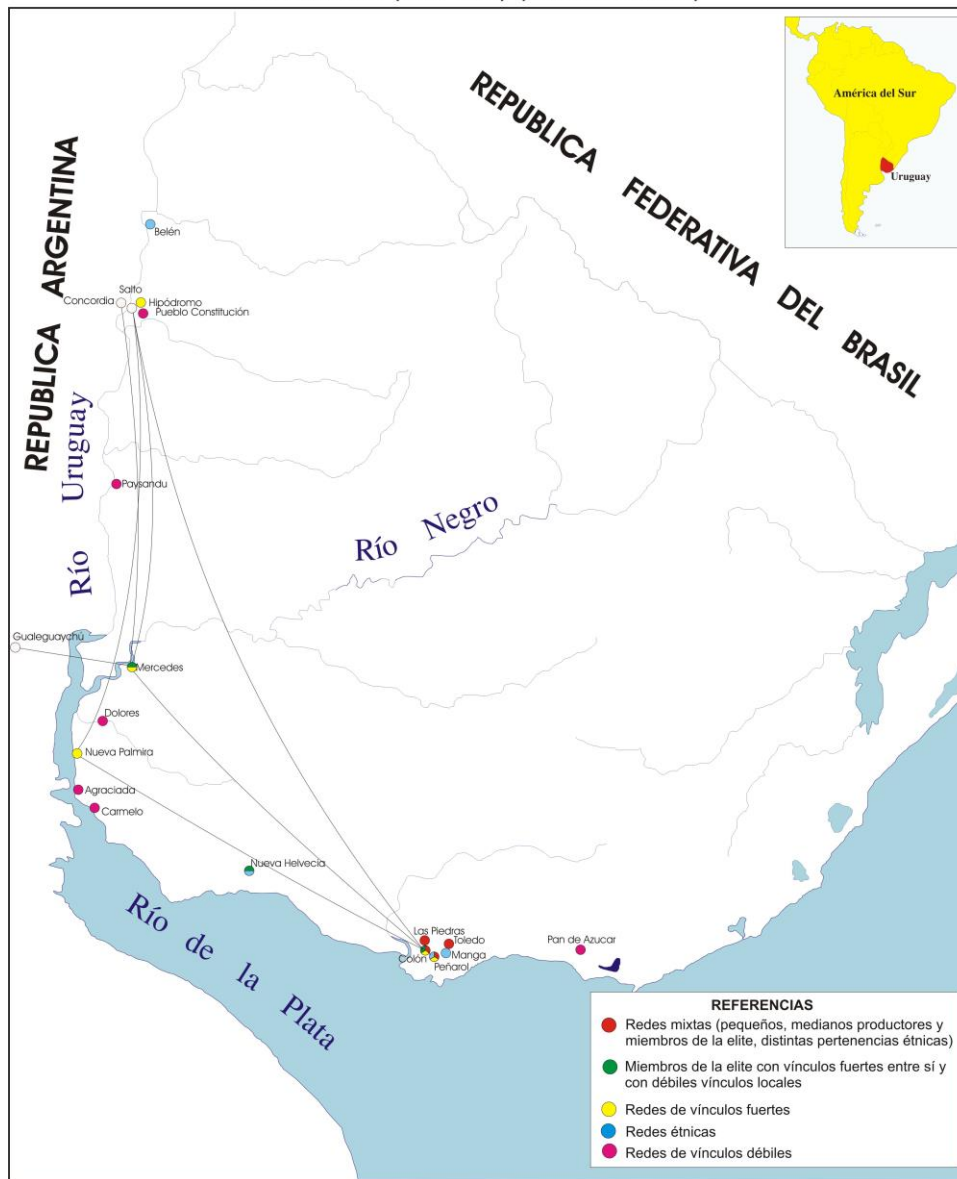 América del Sur
Uruguay
REPUBLICA FEDERATIVA DEL BRASIL
REPUBLICA ARGENTINA
Belén
Salto
Concordia
Hipódromo
Pueblo Constitución
Río Uruguay
Paysandu
Río Negro
Gualeguaychú
Mercedes
Dolores
Nueva Palmira
Agraciada
Carmelo
Nueva Helvecia
Río de la Plata
Las Piedras
Toledo
Colón
Manga
Peñarol
Pan de Azucar
REFERENCIAS
Redes mixtas (pequeños, medianos productores y
miembros de la elite, distintas pertenencias étnicas)
Miembros de la elite con vínculos fuertes entre sí y
con débiles vínculos locales
Redes de vínculos fuertes
Redes étnicas
Redes de vínculos débiles